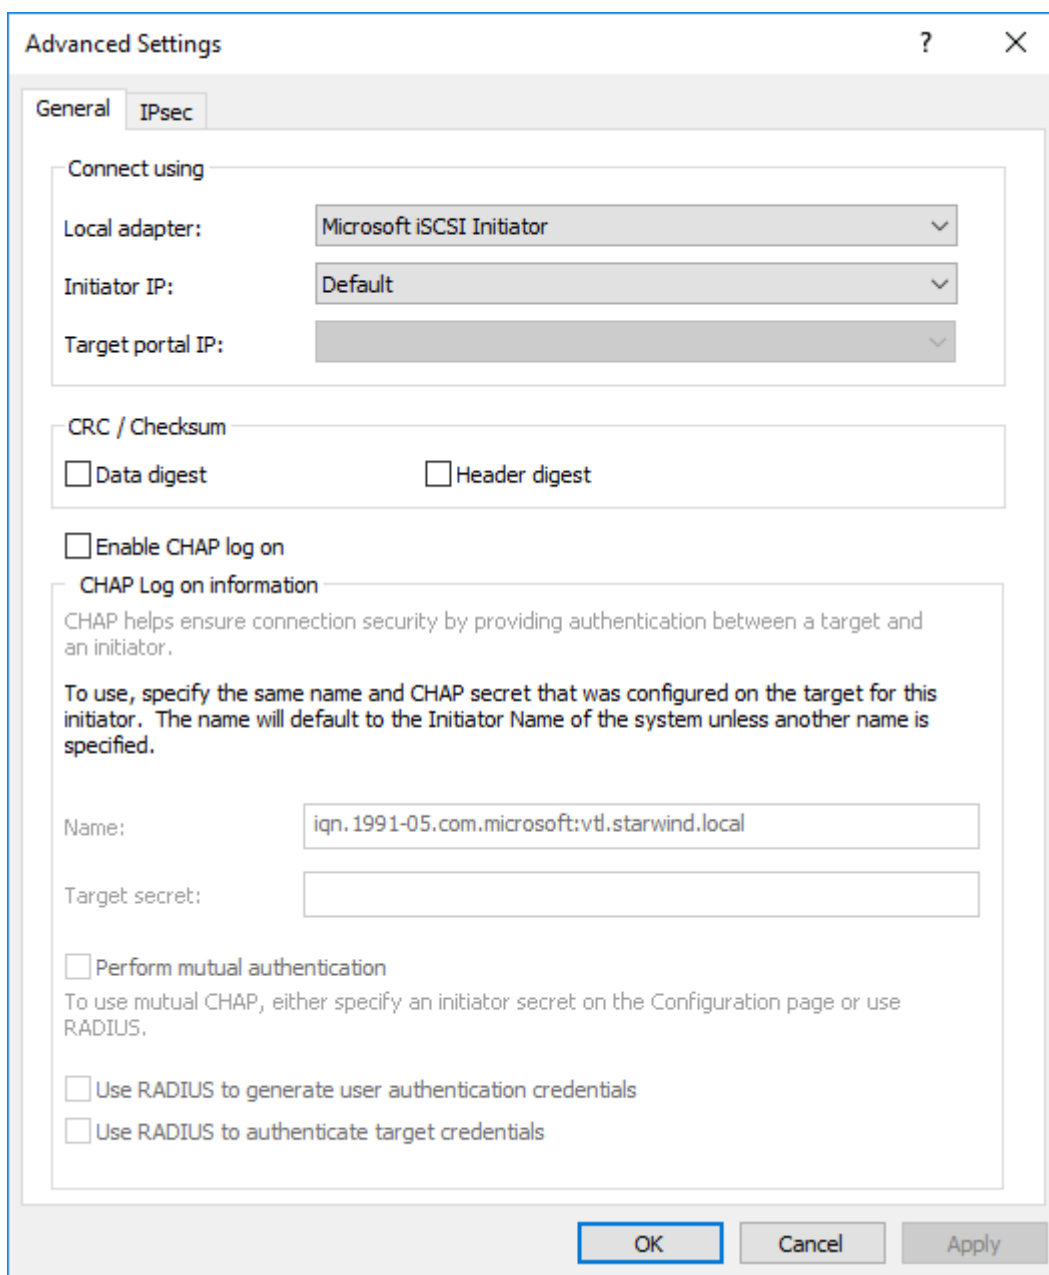 Advanced Settings
?
General
IPsec
Connect using
Local adapter:
Microsoft iSCSI Initiator
Initiator IP:
Default
Target portal IP:
CRC / Checksum
Data digest
Header digest
Enable CHAP log on
CHAP Log on information
CHAP helps ensure connection security by providing authentication between a target and
an initiator.
To use, specify the same name and CHAP secret that was configured on the target for this
initiator.  The name will default to the Initiator Name of the system unless another name is
specified.
Name:
iqn.1991-05.com.microsoft:vtl.starwind.local
Target secret:
Perform mutual authentication
To use mutual CHAP, either specify an initiator secret on the Configuration page or use
RADIUS.
Use RADIUS to generate user authentication credentials
Use RADIUS to authenticate target credentials
OK
Cancel
Apply